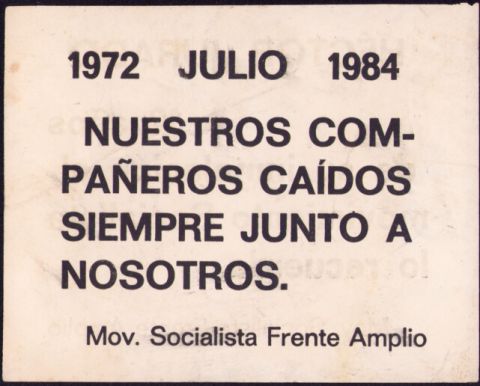 1972 JULIO 1984
NUESTROS COM-
PAÑEROS CAÍDOS
SIEMPRE JUNTO A
NOSOTROS.
Mov. Socialista Frente Amplio